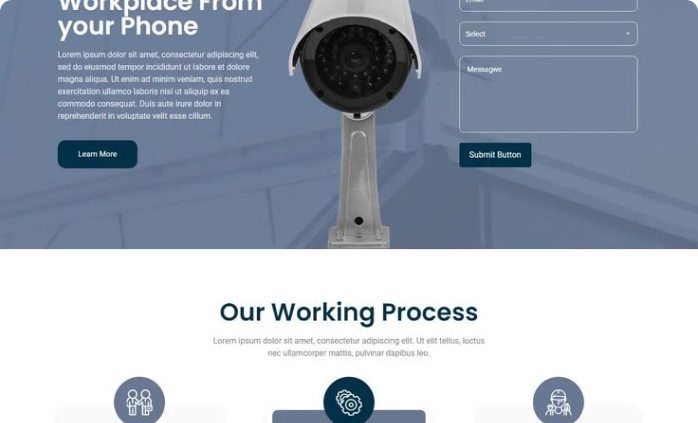 Workplace From
your Phone
Lorem ipsum dolor sit amet, consectetur adipiscing elit,
sed do eiusmod tempor incididunt ut labore et dolore
magna aliqua. Ut enim ad minim veniam, quis nostrud
exercitation ullamco laboris nisi ut aliquip ex ea
commodo consequat. Duis aute irure dolor in
reprehenderit in voluptate velit esse cillum.
Learn More
Email
Select
Messagwe
Submit Button
Our Working Process
Lorem ipsum dolor sit amet, consectetur adipiscing elit. Ut elit tellus, luctus
nec ullamcorper mattis, pulvinar dapibus leo.